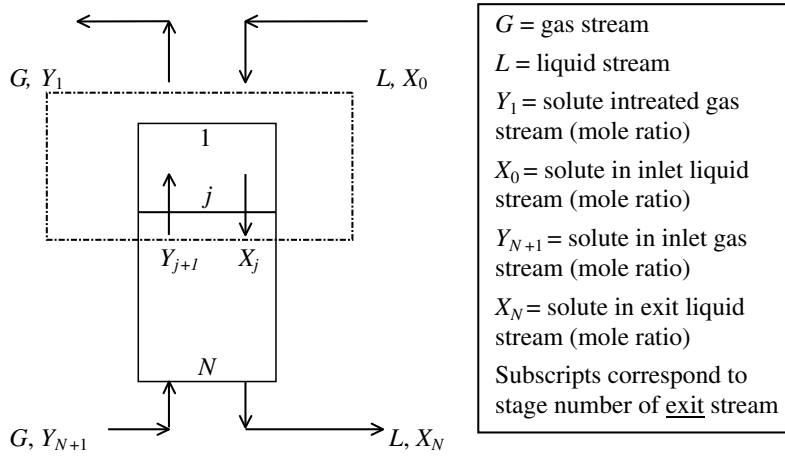 G, Y1
L, X0
1
j
Yj+1
Xj
N
G, YN+1
L, XN
G = gas stream
L = liquid stream
Y1 = solute intreated gas
stream (mole ratio)
X0 = solute in inlet liquid
stream (mole ratio)
YN+1 = solute in inlet gas
stream (mole ratio)
XN = solute in exit liquid
stream (mole ratio)
Subscripts correspond to
stage number of exit stream